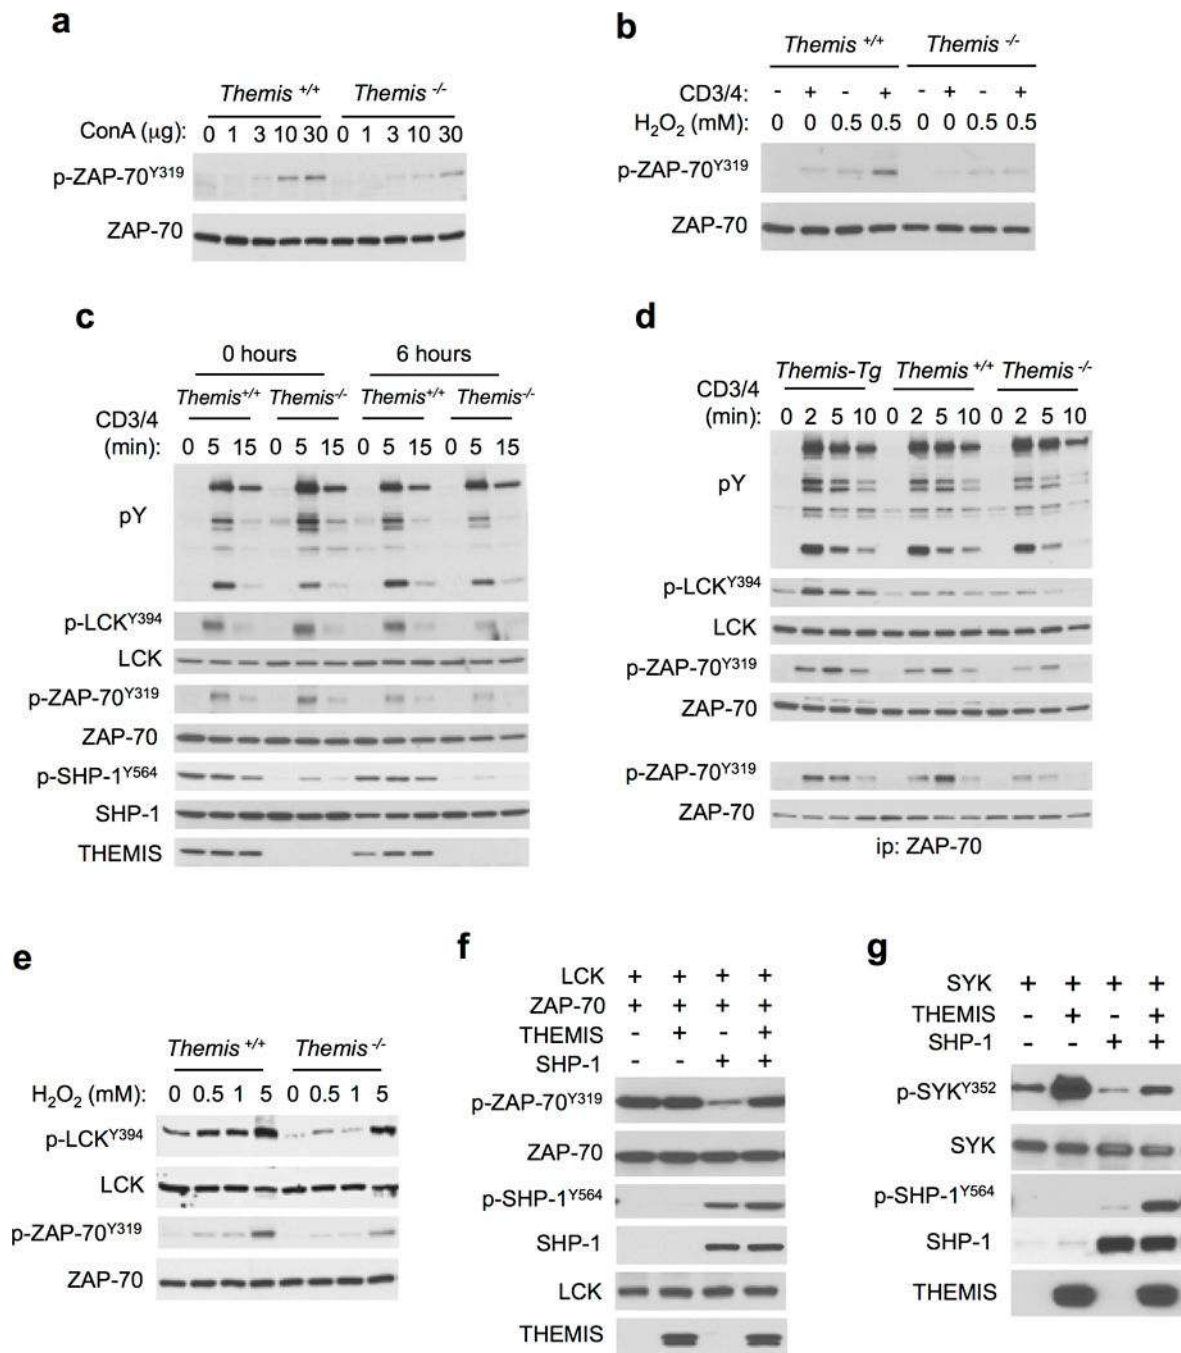 a
Themis +/+ Themis -/-
ConA (μg): 0 1 3 10 30 0 1 3 10 30
p-ZAP-70Y319
ZAP-70
b
Themis +/+ Themis -/-
CD3/4: - + - + - + - +
H2O2 (mM): 0 0 0.5 0.5 0 0 0.5 0.5
p-ZAP-70Y319
ZAP-70
c
0 hours 6 hours
Themis+/+ Themis-/- Themis+/+ Themis-/-
CD3/4
(min): 0 5 15 0 5 15 0 5 15 0 5 15
pY
p-LCKY394
LCK
p-ZAP-70Y319
ZAP-70
p-SHP-1Y564
SHP-1
THEMIS
d
Themis-Tg Themis +/+ Themis -/-
CD3/4
(min): 0 2 5 10 0 2 5 10 0 2 5 10
pY
p-LCKY394
LCK
p-ZAP-70Y319
ZAP-70
p-ZAP-70Y319
ZAP-70
ip: ZAP-70
e
Themis +/+ Themis -/-
H2O2 (mM): 0 0.5 1 5 0 0.5 1 5
p-LCKY394
LCK
p-ZAP-70Y319
ZAP-70
f
LCK + + + +
ZAP-70 + + + +
THEMIS - + - +
SHP-1 - - + +
p-ZAP-70Y319
ZAP-70
p-SHP-1Y564
SHP-1
LCK
THEMIS
g
SYK + + + +
THEMIS - + - +
SHP-1 - - + +
p-SYKY352
SYK
p-SHP-1Y564
SHP-1
THEMIS